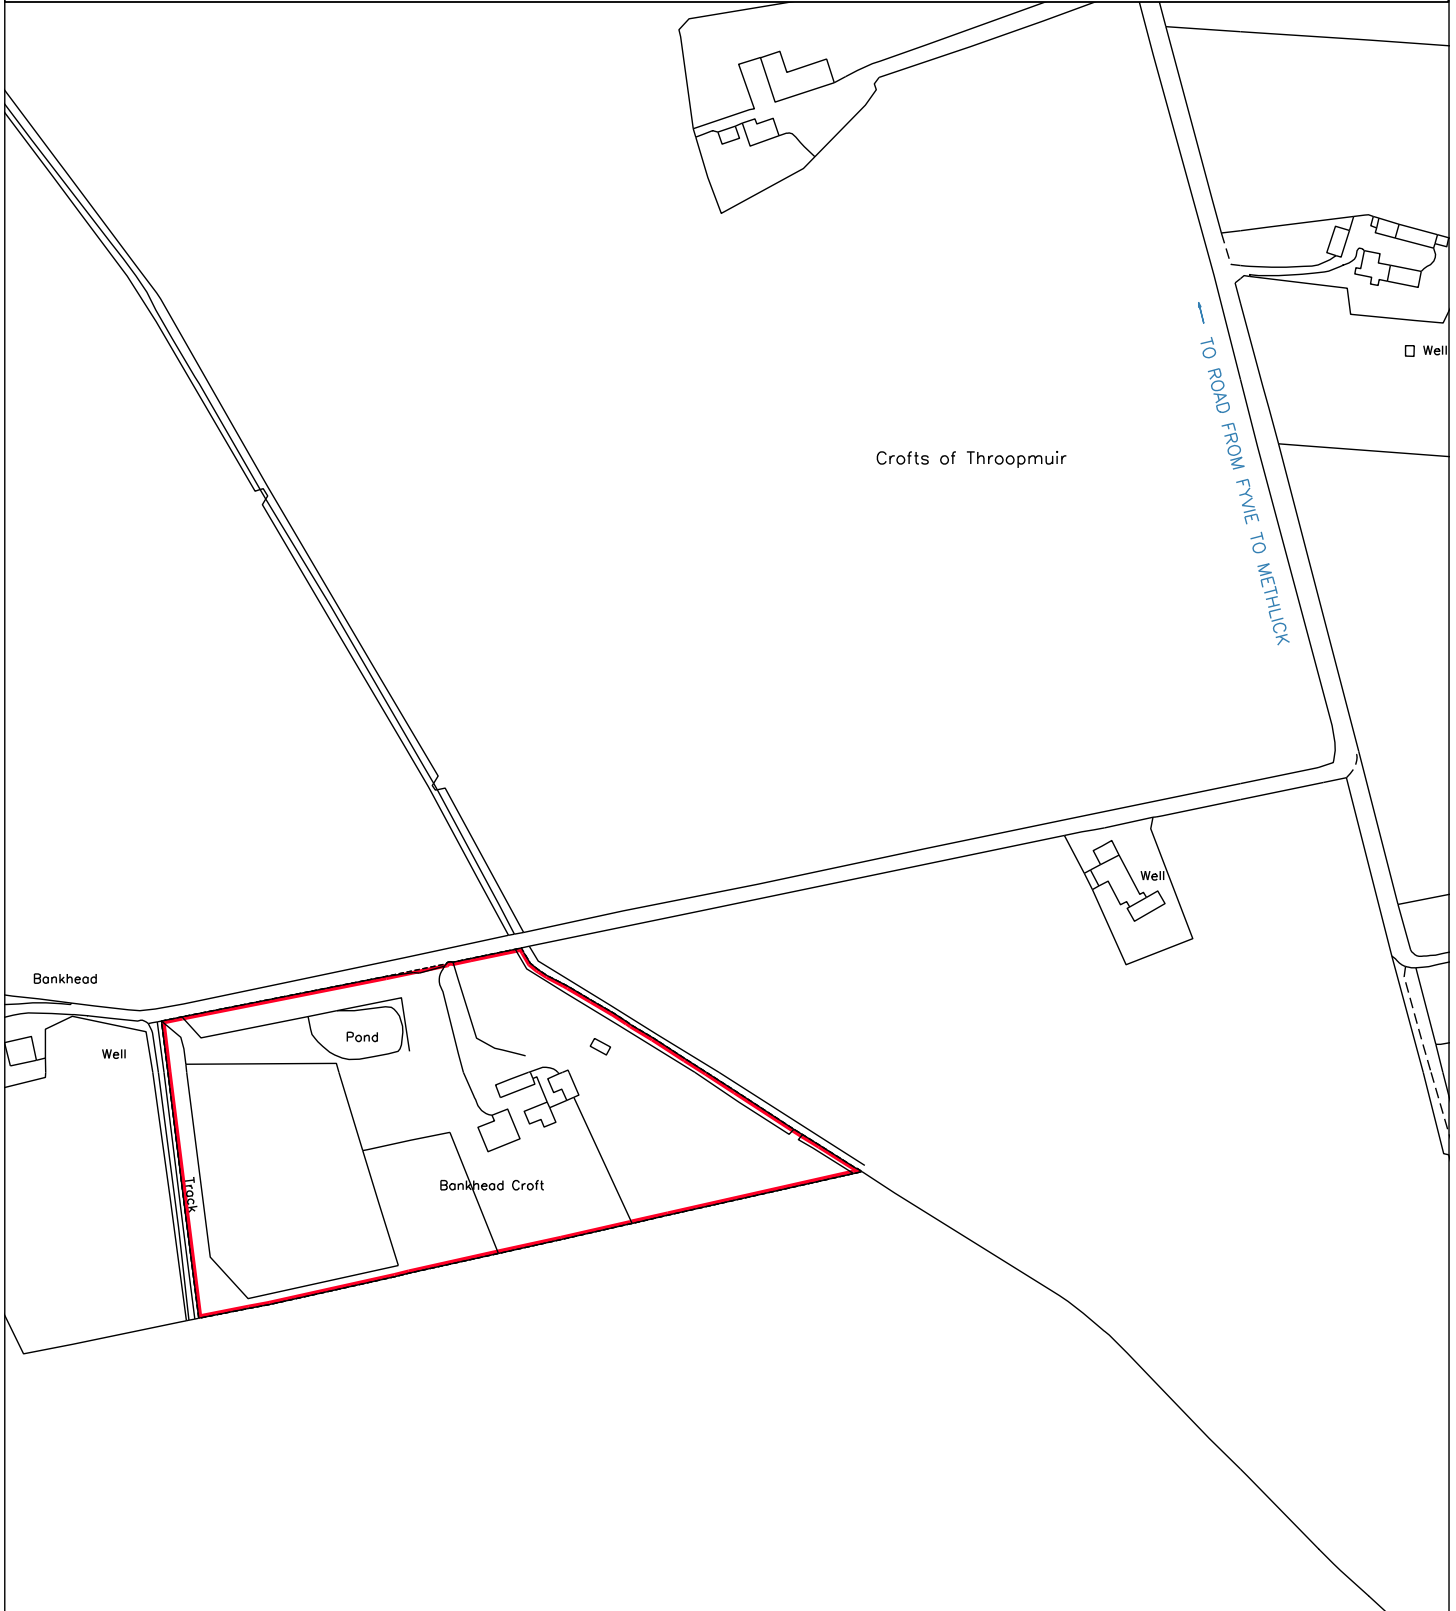 Well
Crofts of Throopmuir
TO ROAD FROM FYVIE TO METHLICK
Well
Bankhead
Pond
Well
Track
Bankhead Croft